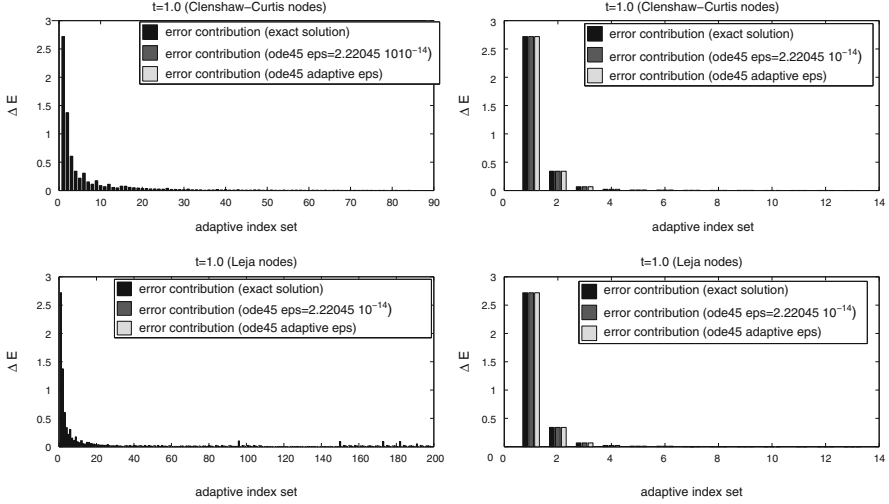 t=1.0 (Clenshaw–Curtis nodes)
3
2.5
2
1.5
1
0.5
0
Δ E
error contribution (exact solution)
error contribution (ode45 eps=2.22045 1010⁻¹⁴)
error contribution (ode45 adaptive eps)
0 10 20 30 40 50 60 70 80 90
adaptive index set
t=1.0 (Clenshaw–Curtis nodes)
3
2.5
2
1.5
1
0.5
0
Δ E
error contribution (exact solution)
error contribution (ode45 eps=2.22045 10⁻¹⁴)
error contribution (ode45 adaptive eps)
0 2 4 6 8 10 12 14
adaptive index set
t=1.0 (Leja nodes)
3
2.5
2
1.5
1
0.5
0
Δ E
error contribution (exact solution)
error contribution (ode45 eps=2.22045 10⁻¹⁴)
error contribution (ode45 adaptive eps)
0 20 40 60 80 100 120 140 160 180 200
adaptive index set
t=1.0 (Leja nodes)
3
2.5
2
1.5
1
0.5
0
Δ E
error contribution (exact solution)
error contribution (ode45 eps=2.22045 10⁻¹⁴)
error contribution (ode45 adaptive eps)
0 2 4 6 8 10 12 14
adaptive index set